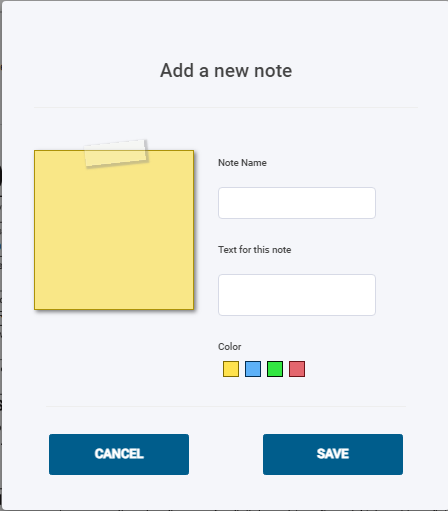 Add a new note
Note Name
Text for this note
Color
CANCEL
SAVE